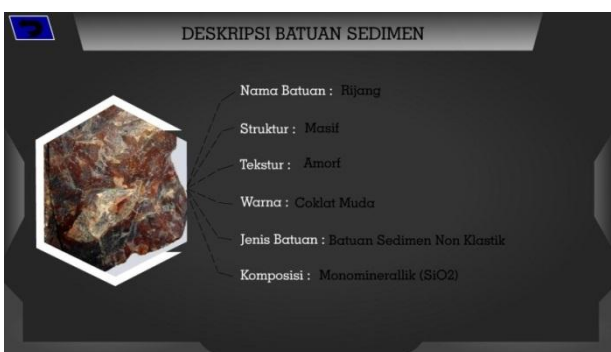 DESKRIPSI BATUAN SEDIMEN
Nama Batuan : Rijang
Struktur : Masif
Tekstur : Amorf
Warna : Coklat Muda
Jenis Batuan : Batuan Sedimen Non Klastik
Komposisi : Monominerallik (SiO2)